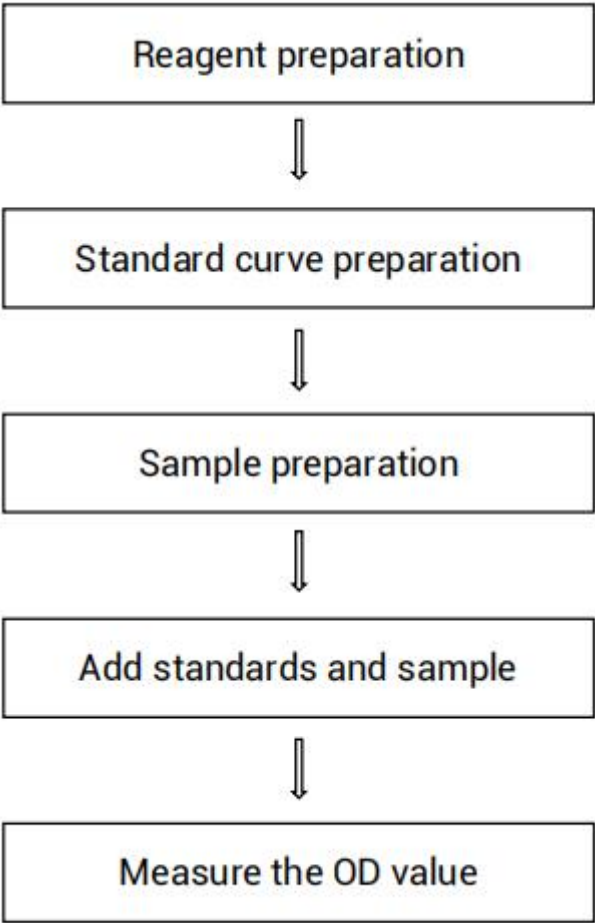 Reagent preparation
Standard curve preparation
Sample preparation
Add standards and sample
Measure the OD value